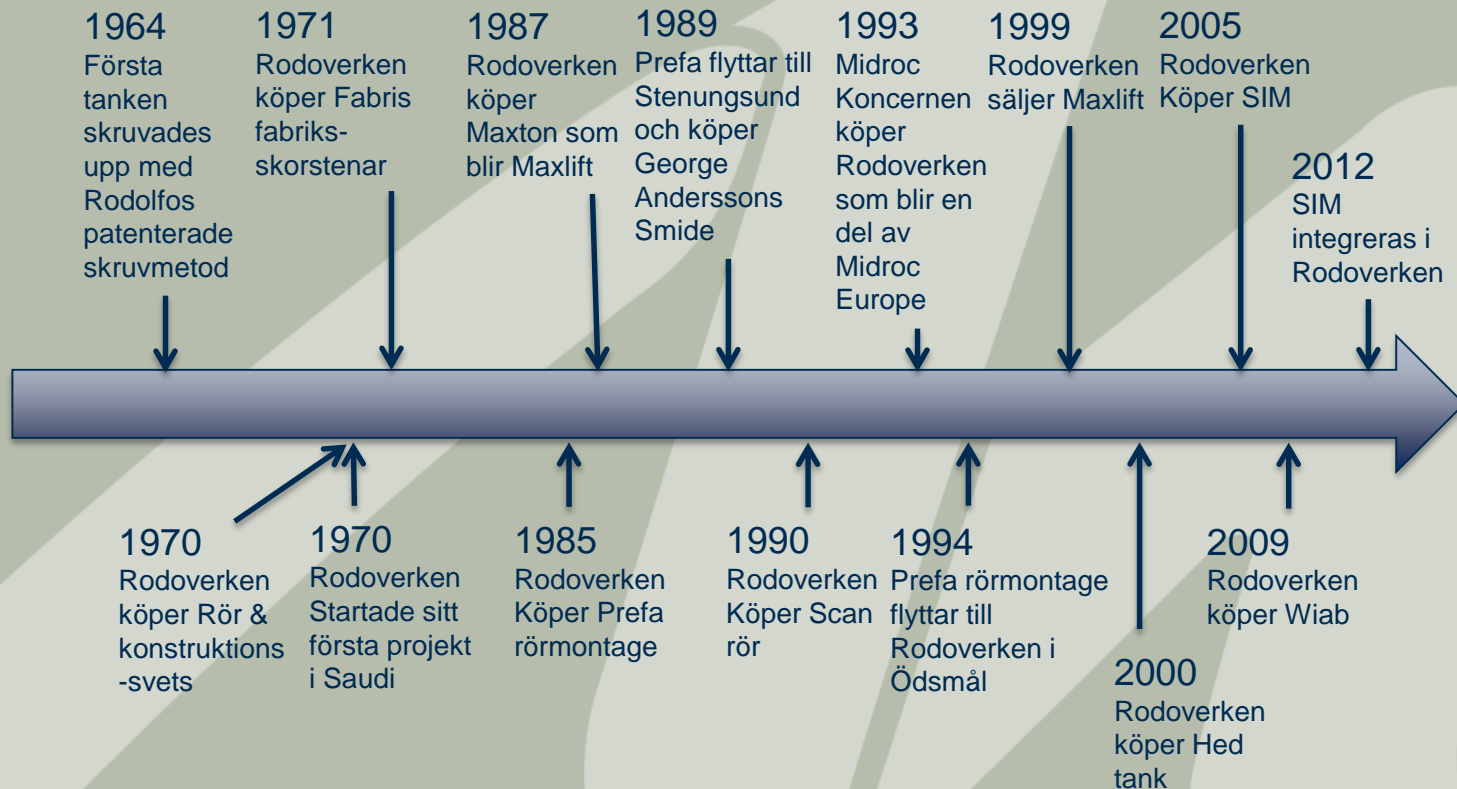 1964
Första
tanken
skruvades
upp med
Rodolfos
patenterade
skruvmetod
1971
Rodoverken
köper Fabris
fabriks-
skorstenar
1987
Rodoverken
köper
Maxton som
blir Maxlift
1989
Prefa flyttar till
Stenungsund
och köper
George
Anderssons
Smide
1993
Midroc
Koncernen
köper
Rodoverken
som blir en
del av
Midroc
Europe
1999
Rodoverken
säljer Maxlift
2005
Rodoverken
Köper SIM
2012
SIM
integreras i
Rodoverken
1970
Rodoverken
köper Rör &
konstruktions
-svets
1970
Rodoverken
Startade sitt
första projekt
i Saudi
1985
Rodoverken
Köper Prefa
rörmontage
1990
Rodoverken
Köper Scan
rör
1994
Prefa rörmontage
flyttar till
Rodoverken i
Ödsmål
2000
Rodoverken
köper Hed
tank
2009
Rodoverken
köper Wiab